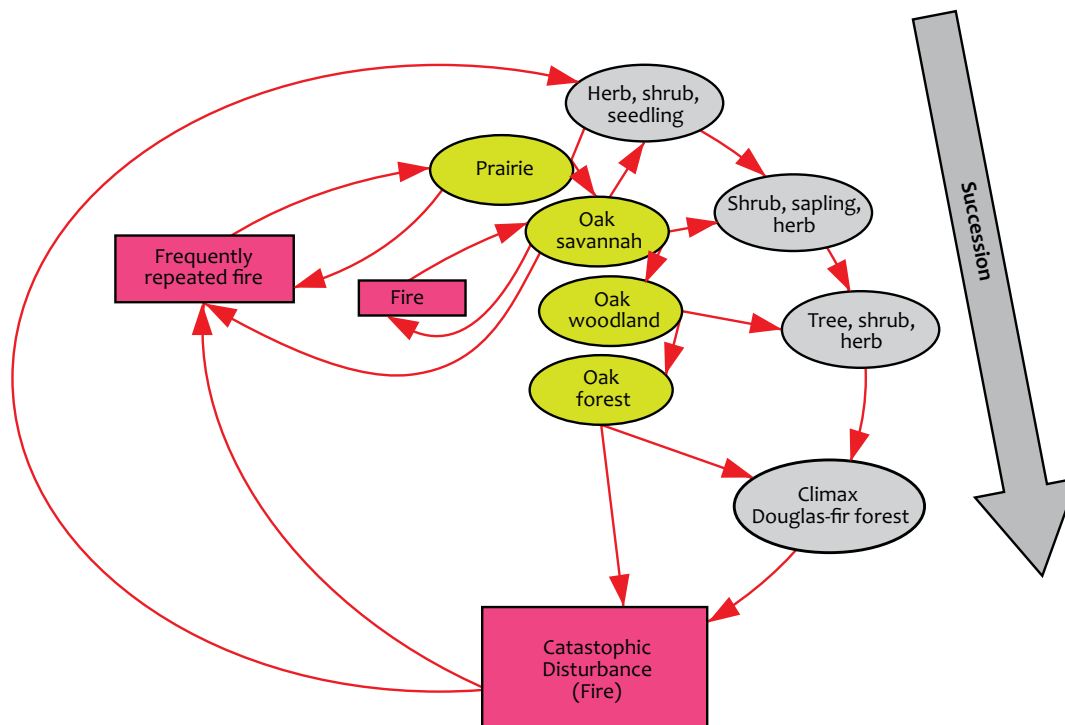 Herb, shrub,
seedling
Prairie
Shrub, sapling,
herb
Oak
savannah
Succession
Frequently
repeated fire
Fire
Oak
woodland
Tree, shrub,
herb
Oak
forest
Climax
Douglas-fir forest
Catastophic
Disturbance
(Fire)